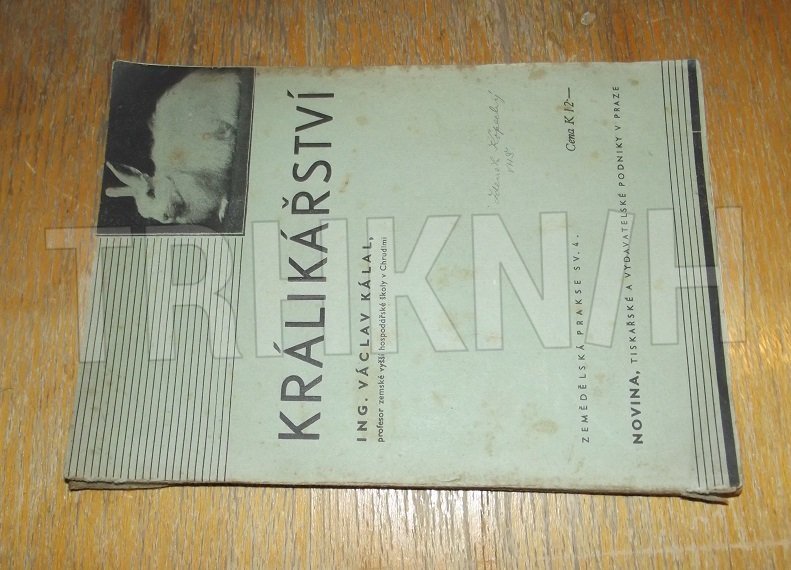 KRÁLIKÁŘSTVÍ
ING. VÁCLAV KÁLAL,
profesor zemské vyšší hospodářské školy v Chrudimi
Cena K 12—
ZEMĚDĚLSKÁ PRAKSE SV. 4.
NOVINA, TISKAŘSKÉ A VYDAVATELSKÉ PODNIKY V PRAZE
TRHKNIH